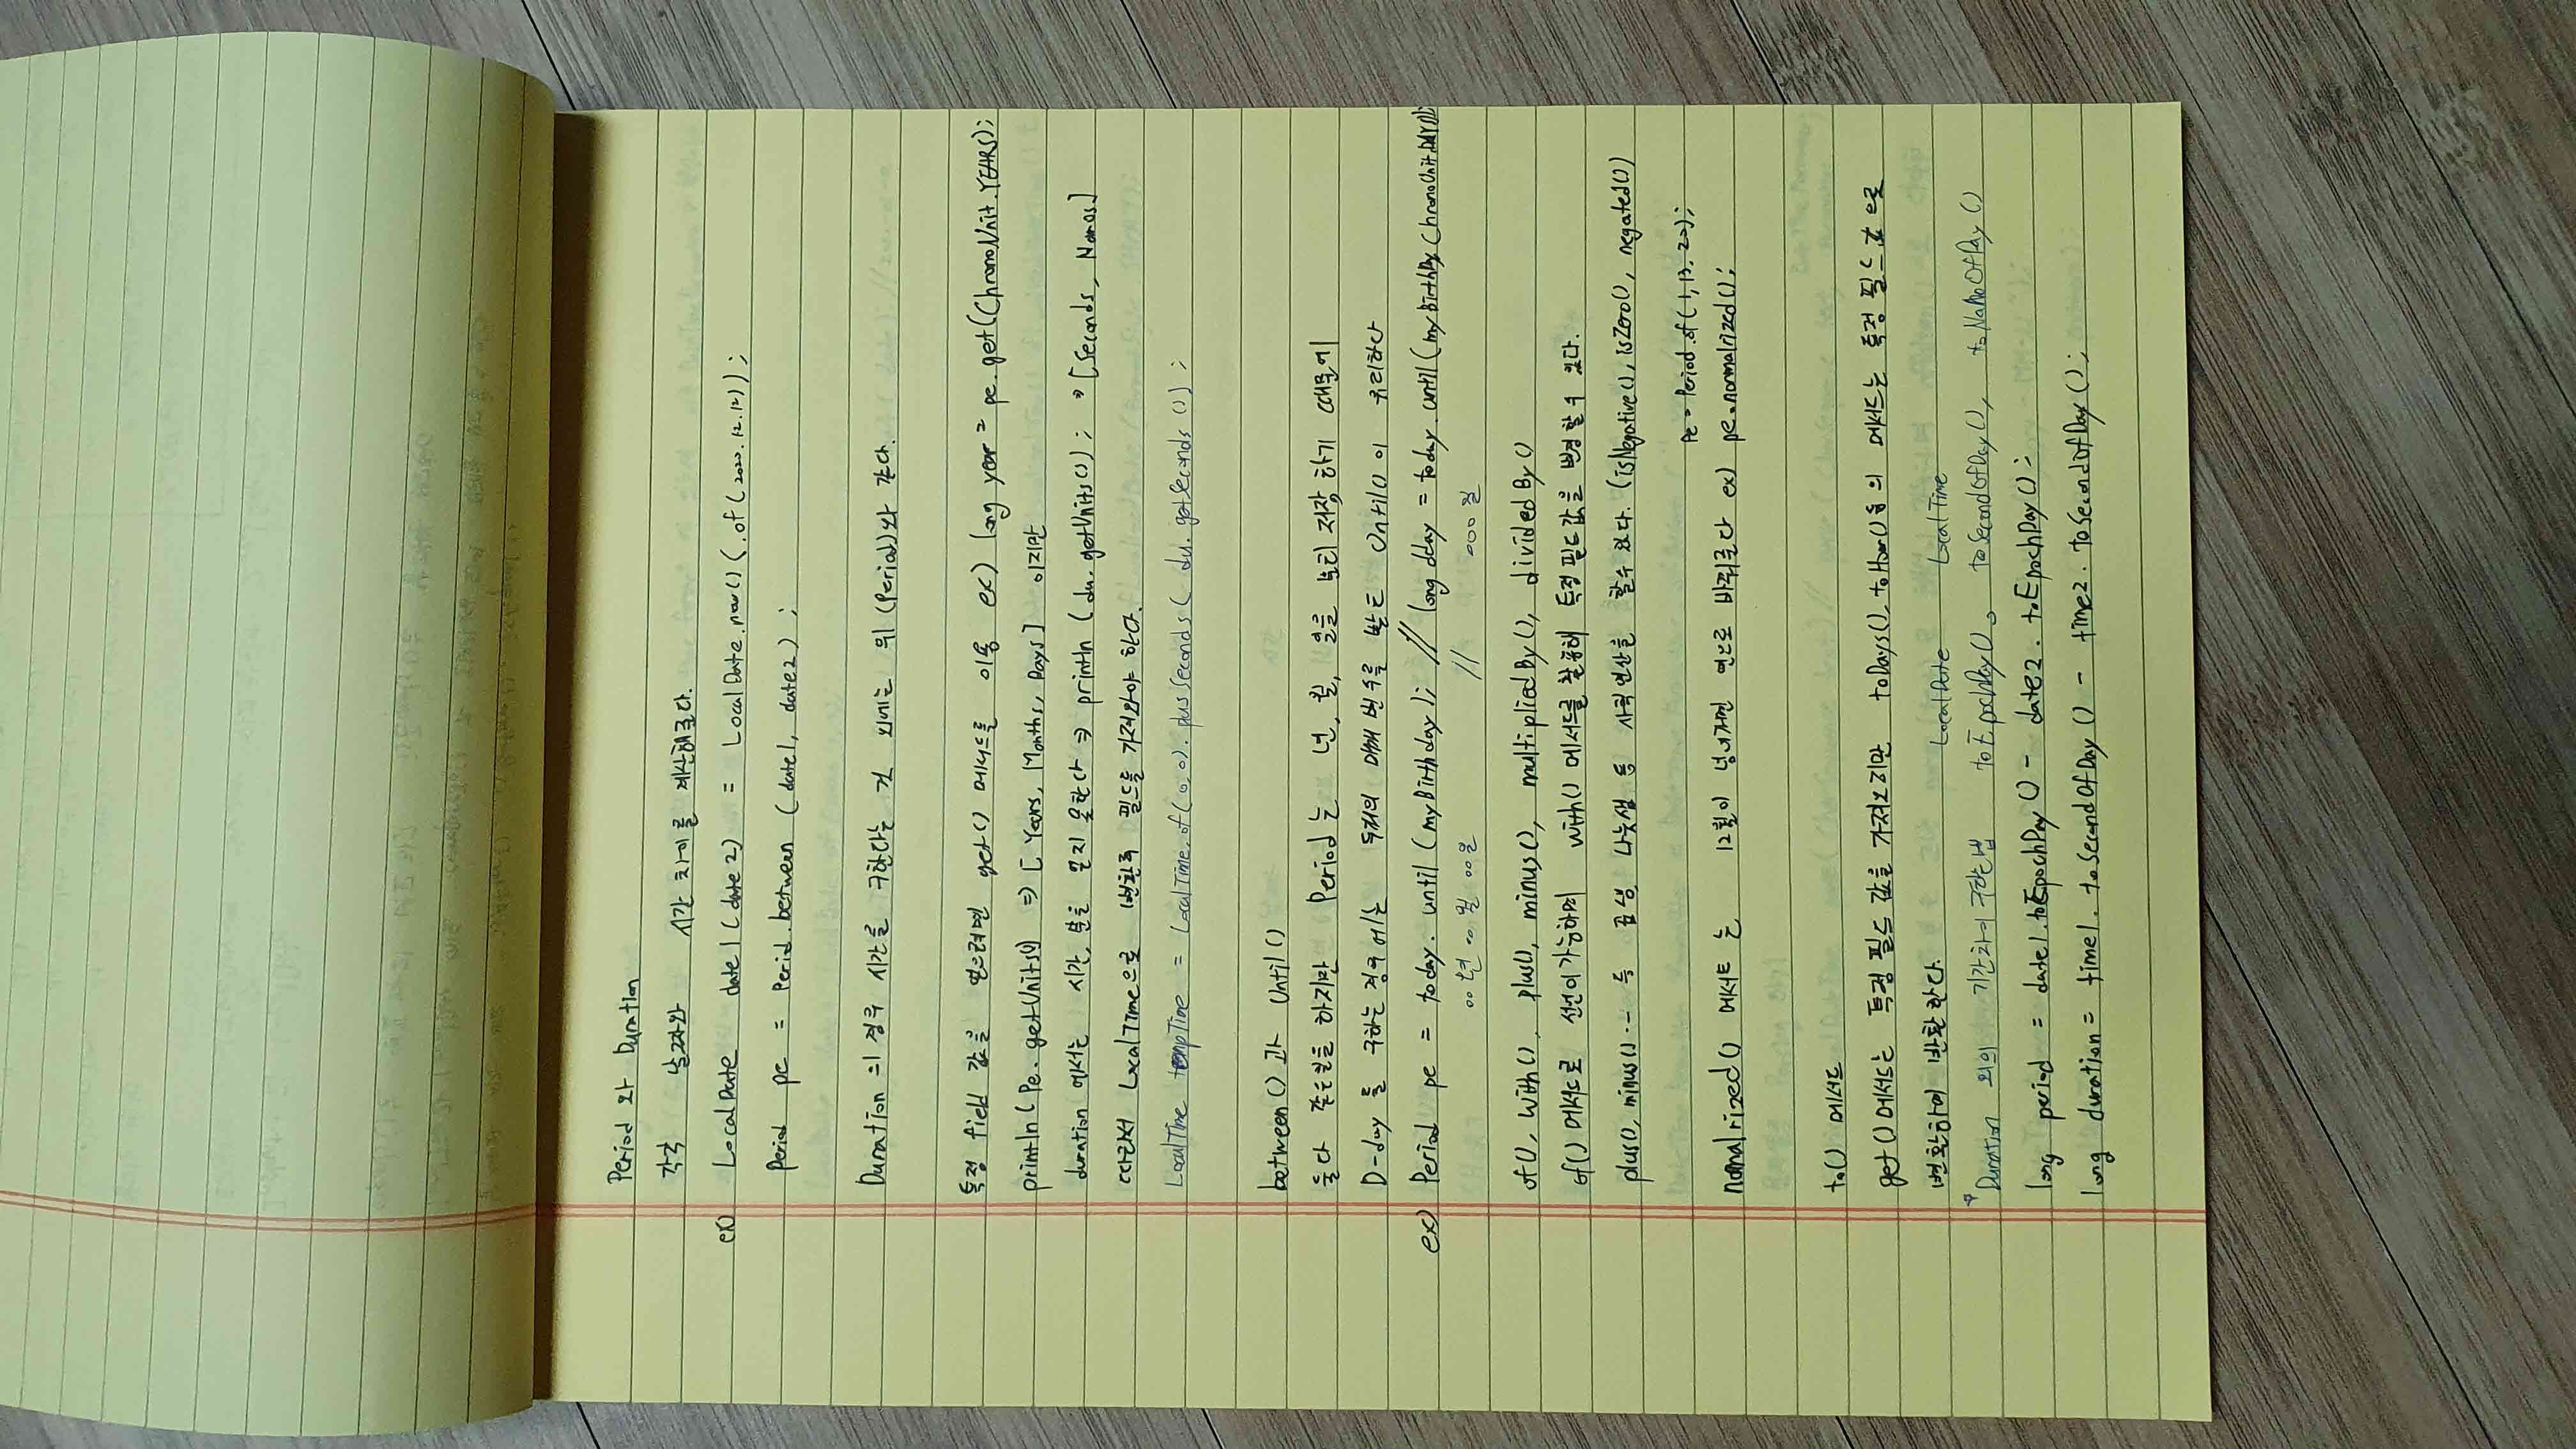 Period 와 Duration
각각 날짜와 시간 차이를 계산해준다.
ex) LocalDate date1 (date2) = LocalDate.now() (.of(2020.12.12));
Period pe = Perid.between (date1, date2);
Duration 의 경우 시간를 구한다는 것 외에는 위 (Period)와 같다.
특정 field 값을 얻으려면 get() 메서드를 이용 ex) long year = pe.get(ChronoUnit.YEARS);
println(Pe.getUnits()) => [Years, Months, Days] 이지만
duration 에서는 시간, 분을 얻지 못한다 => println (du.getUnits()); => [Seconds, Nanos]
따라서 LocalTime으로 변환후 필드를 가져와야 한다.
LocalTime tempTime = LocalTime.of(0,0).plusSeconds( du.getSeconds());
between() 과 Until()
둘다 같은일을 하지만 Period는 년, 월, 일을 분리 저장 하기 때문에
D-day 를 구하는 경우에는 두개의 매개 변수를 받는 Until()이 유리하다
ex) Period pe = today.until (myBirthday); // long dday = today.until(myBirthDay, ChronoUnit.DAYS);
○○년 ○○월 ○○일 // ○○○일
of(), with(), plus(), minus(), multipliedBy(), dividedBy()
of() 메서드로 선언이가능하며 with() 메서드를 활용해 특정 필드값을 변경할수 있다.
plus(), minus() ... 등 곱셈 나눗셈 등 사칙연산을 할수 있다. (isNegative(), isZero(), negated())
Pe = Period.of(1, 13, 20);
nomalrized() 메서드 는 12월이 넘어가면 연으로 바꿔준다 ex) pe.normalrized();
to() 메서드
get()메서드는 특정 필드 값을 가져오지만 toDays(), toHour()등의 메서드는 특정 필드 값으로
변환하여 반환 한다.
LocalDate LocalTime
Duration 외의 기간차이 구하는법 toEpochDay(), toSecondOfDay(), toNanoOfDay()
long period = date1.toEpochDay() - date2.toEpochDay();
long duration = time1.toSecondOfDay() - time2.toSecondOfDay();